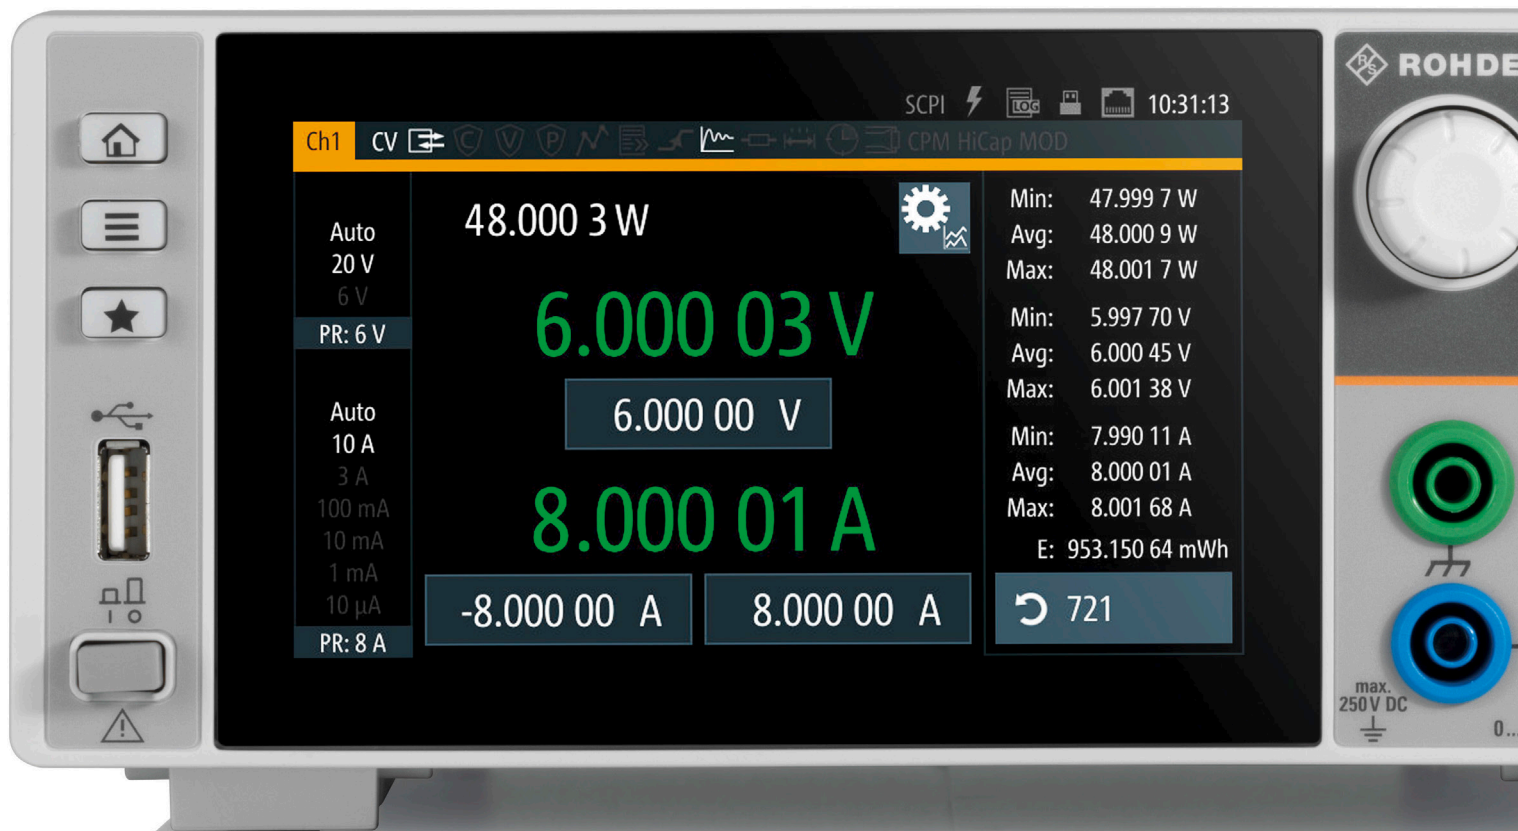 ROHDE
SCPI LOG 10:31:13
Ch1 CV C V P CPM HiCap MOD
48.000 3 W
Auto
20 V
6 V
PR: 6 V
6.000 03 V
6.000 00 V
Auto
10 A
3 A
100 mA
10 mA
1 mA
10 µA
PR: 8 A
8.000 01 A
-8.000 00 A
8.000 00 A
Min: 47.999 7 W
Avg: 48.000 9 W
Max: 48.001 7 W
Min: 5.997 70 V
Avg: 6.000 45 V
Max: 6.001 38 V
Min: 7.990 11 A
Avg: 8.000 01 A
Max: 8.001 68 A
E: 953.150 64 mWh
721
max.
250 V DC
0...